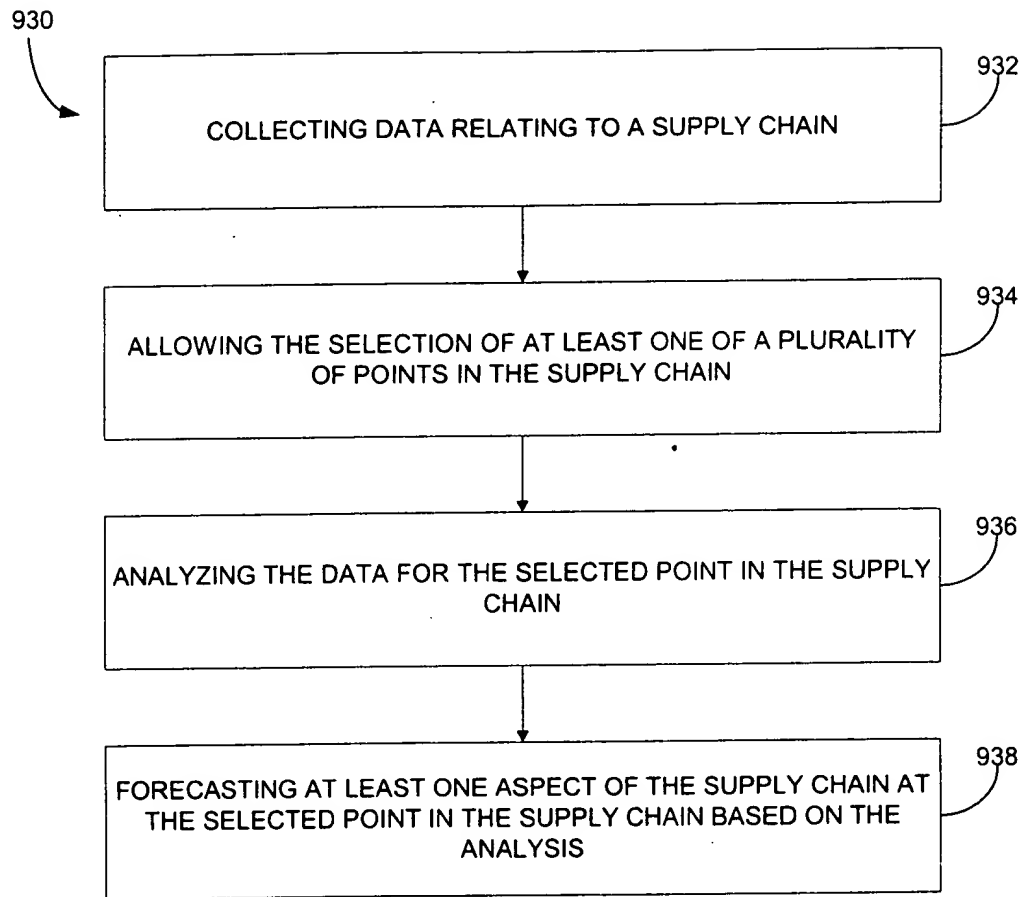 930
932
COLLECTING DATA RELATING TO A SUPPLY CHAIN
934
ALLOWING THE SELECTION OF AT LEAST ONE OF A PLURALITY
OF POINTS IN THE SUPPLY CHAIN
936
ANALYZING THE DATA FOR THE SELECTED POINT IN THE SUPPLY
CHAIN
938
FORECASTING AT LEAST ONE ASPECT OF THE SUPPLY CHAIN AT
THE SELECTED POINT IN THE SUPPLY CHAIN BASED ON THE
ANALYSIS